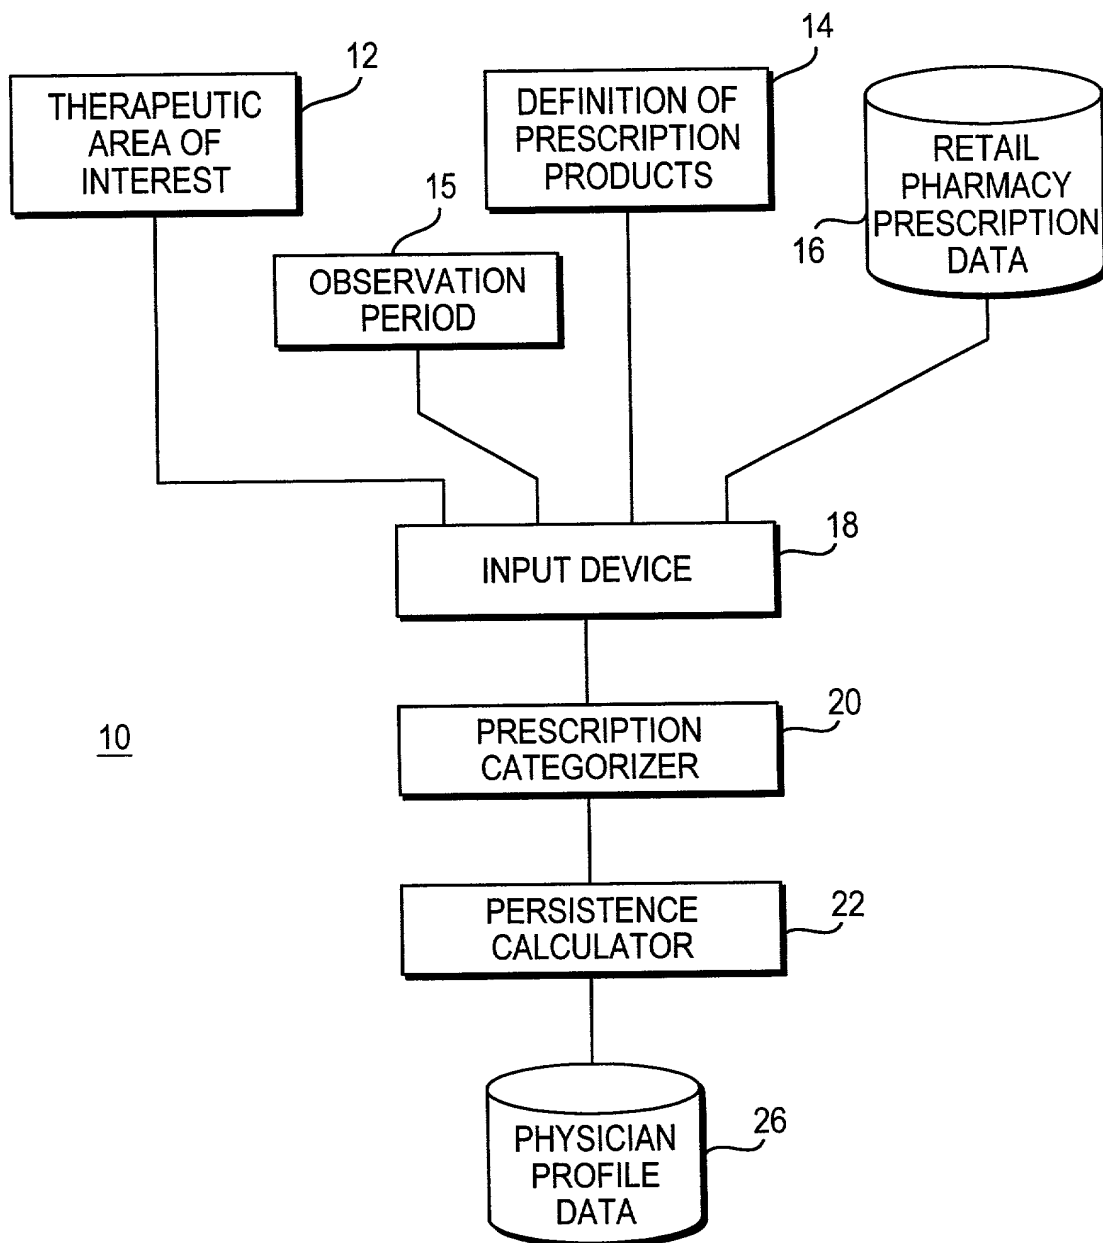 12
THERAPEUTIC
AREA OF
INTEREST
14
DEFINITION OF
PRESCRIPTION
PRODUCTS
RETAIL
PHARMACY
PRESCRIPTION
DATA
16
15
OBSERVATION
PERIOD
18
INPUT DEVICE
10
20
PRESCRIPTION
CATEGORIZER
22
PERSISTENCE
CALCULATOR
26
PHYSICIAN
PROFILE
DATA